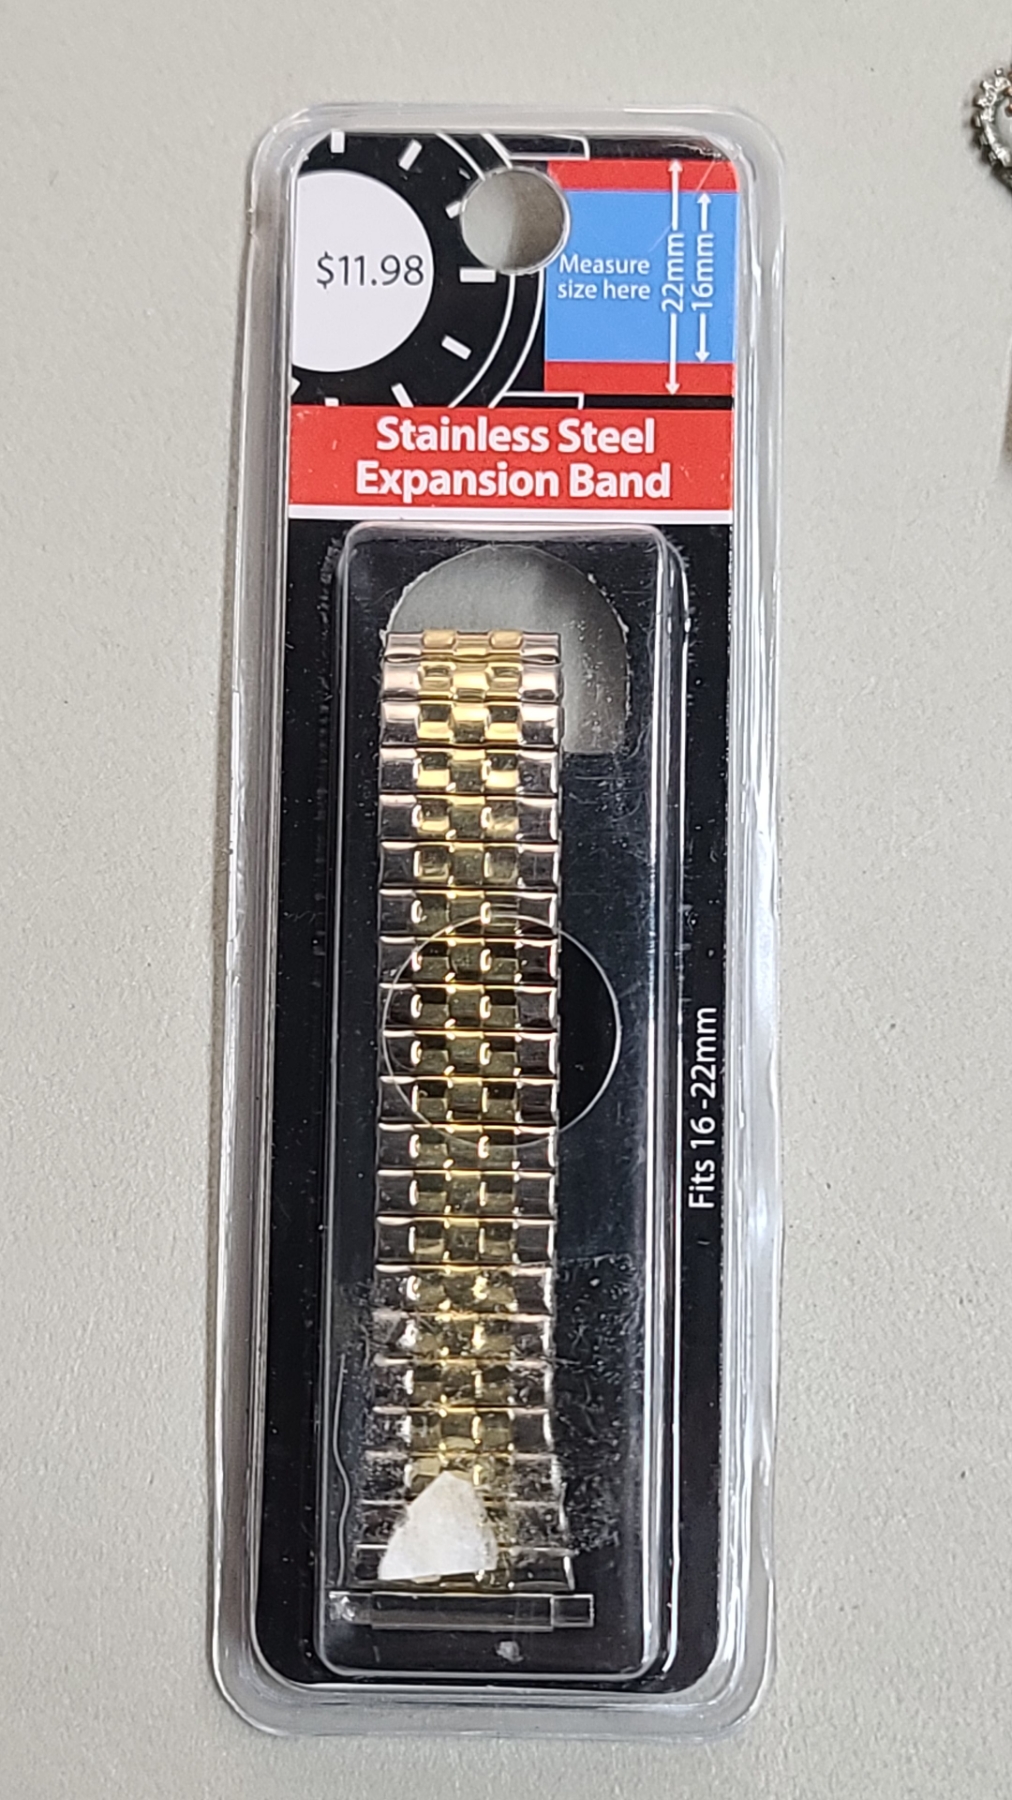 $11.98
Measure
size here
22mm
16mm
Stainless Steel
Expansion Band
Fits 16 -22mm